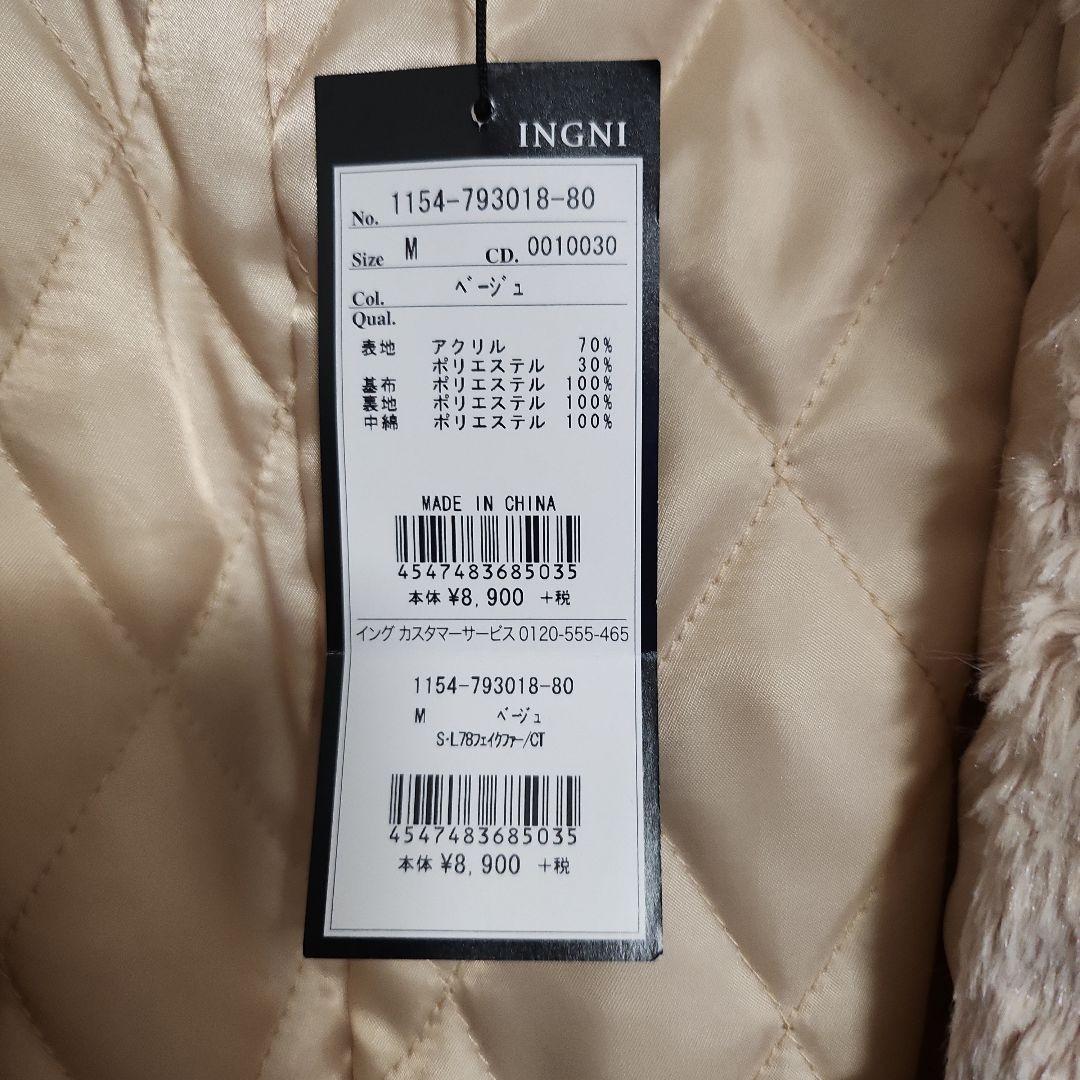 INGNI
No. 1154-793018-80
Size M CD. 0010030
Col. ベージュ
Qual.
表地 アクリル 70%
ポリエステル 30%
基布 ポリエステル 100%
裏地 ポリエステル 100%
中綿 ポリエステル 100%
MADE IN CHINA
4547483685035
本体 ¥8,900 +税
イング カスタマーサービス 0120-555-465
1154-793018-80
M ベージュ
S-L78フェイクファー/CT
4547483685035
本体 ¥8,900 +税